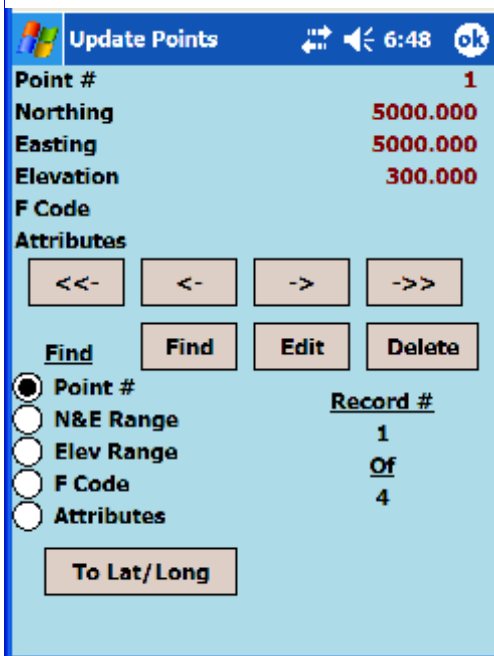 Update Points 6:48 ok
Point # 1
Northing 5000.000
Easting 5000.000
Elevation 300.000
F Code
Attributes
<<- <- -> ->>
Find Find Edit Delete
Point #
N&E Range
Elev Range
F Code
Attributes
Record #
1
Of
4
To Lat/Long